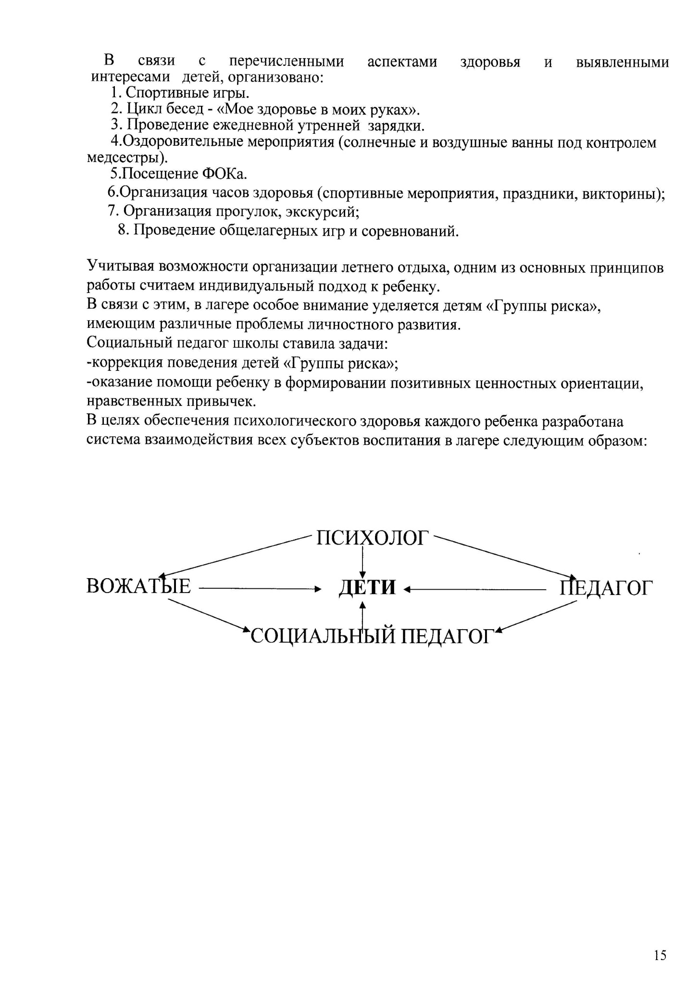 В связи с перечисленными аспектами здоровья и выявленными
интересами детей, организовано:
1. Спортивные игры.
2. Цикл бесед - «Мое здоровье в моих руках».
3. Проведение ежедневной утренней зарядки.
4.Оздоровительные мероприятия (солнечные и воздушные ванны под контролем
медсестры).
5.Посещение ФОКа.
6.Организация часов здоровья (спортивные мероприятия, праздники, викторины);
7. Организация прогулок, экскурсий;
8. Проведение общелагерных игр и соревнований.
Учитывая возможности организации летнего отдыха, одним из основных принципов
работы считаем индивидуальный подход к ребенку.
В связи с этим, в лагере особое внимание уделяется детям «Группы риска»,
имеющим различные проблемы личностного развития.
Социальный педагог школы ставила задачи:
-коррекция поведения детей «Группы риска»;
-оказание помощи ребенку в формировании позитивных ценностных ориентации,
нравственных привычек.
В целях обеспечения психологического здоровья каждого ребенка разработана
система взаимодействия всех субъектов воспитания в лагере следующим образом:
ПСИХОЛОГ
ВОЖАТЫЕ ДЕТИ ПЕДАГОГ
СОЦИАЛЬНЫЙ ПЕДАГОГ
15